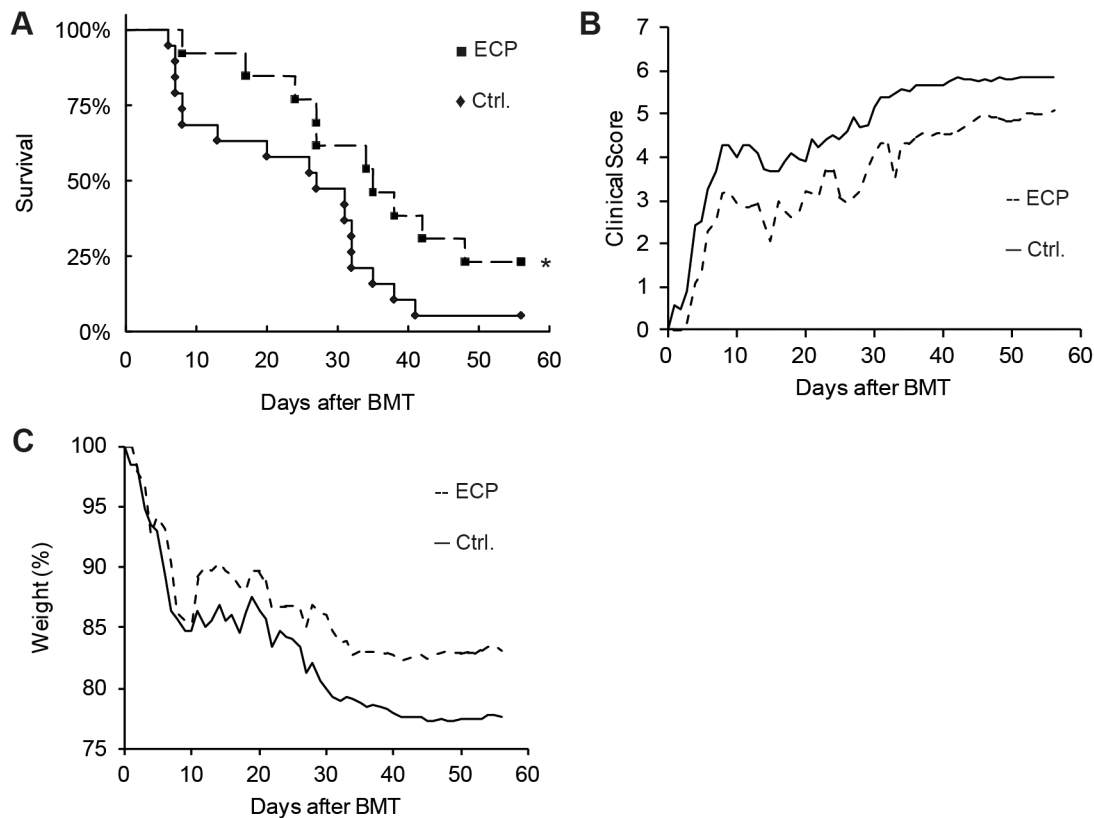 A
100%
75%
50%
25%
0%
Survival
ECP
Ctrl.
*
0 10 20 30 40 50 60
Days after BMT
B
7
6
5
4
3
2
1
0
Clinical Score
ECP
Ctrl.
0 10 20 30 40 50 60
Days after BMT
C
100
95
90
85
80
75
Weight (%)
ECP
Ctrl.
0 10 20 30 40 50 60
Days after BMT